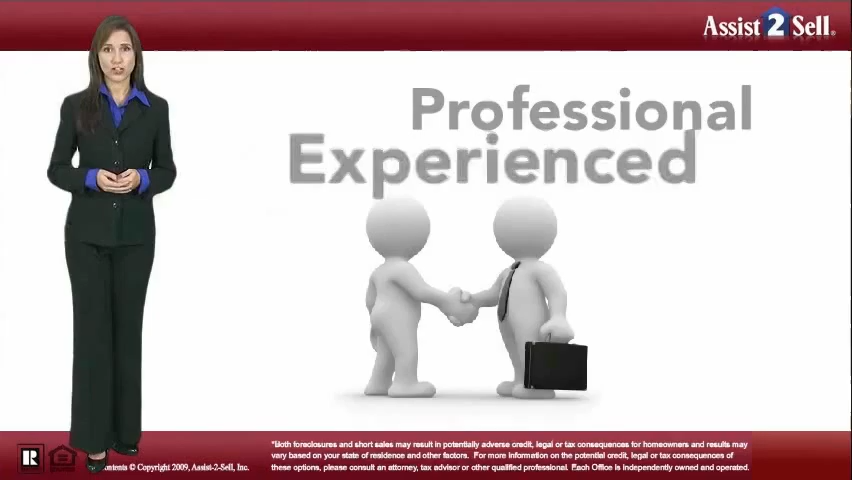 Assist 2 Sell®
Professional
Experienced
*Both foreclosures and short sales may result in potentially adverse credit, legal or tax consequences for homeowners and results may
vary based on your state of residence and other factors. For more information on the potential credit, legal or tax consequences of
these options, please consult an attorney, tax advisor or other qualified professional. Each Office is independently owned and operated.
R
ontents © Copyright 2009, Assist-2-Sell, Inc.